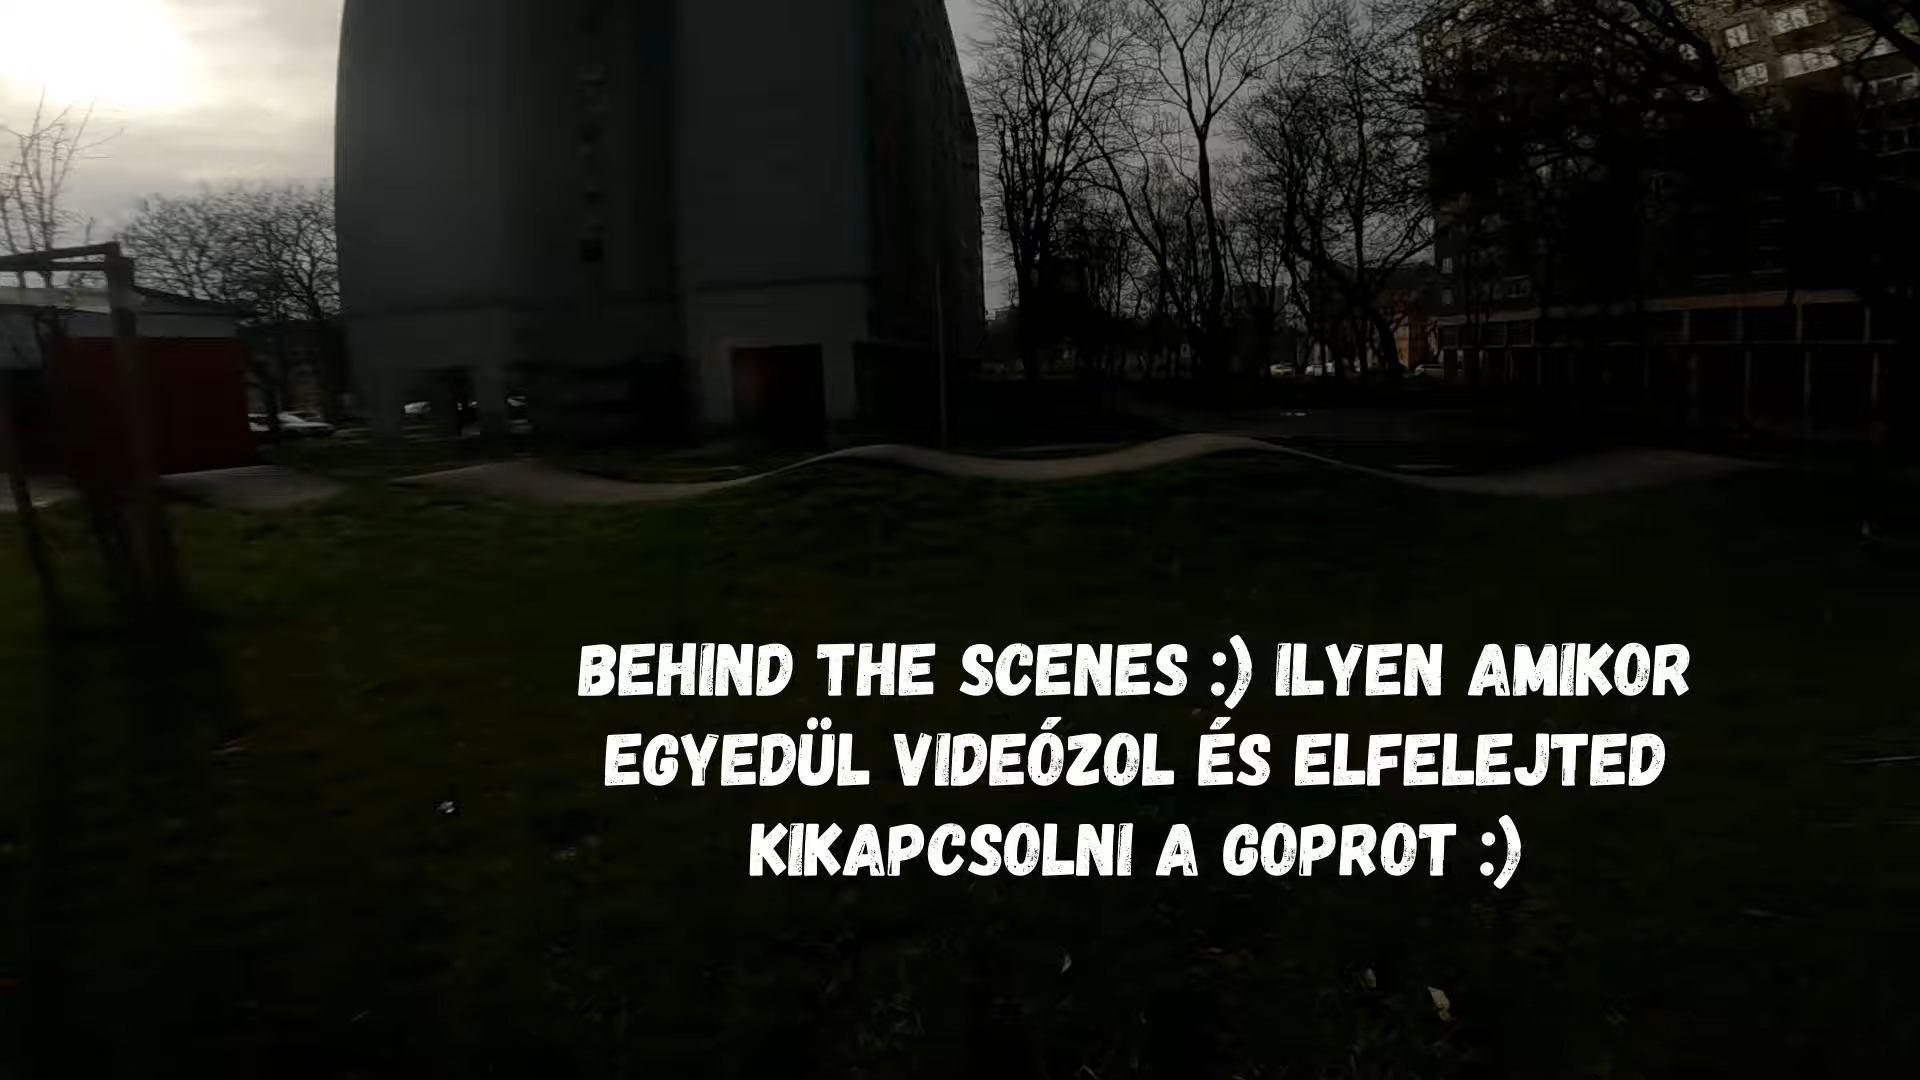 BEHIND THE SCENES :) ILYEN AMIKOR
EGYEDÜL VIDEÓZOL ÉS ELFELEJTED
KIKAPCSOLNI A GOPROT :)